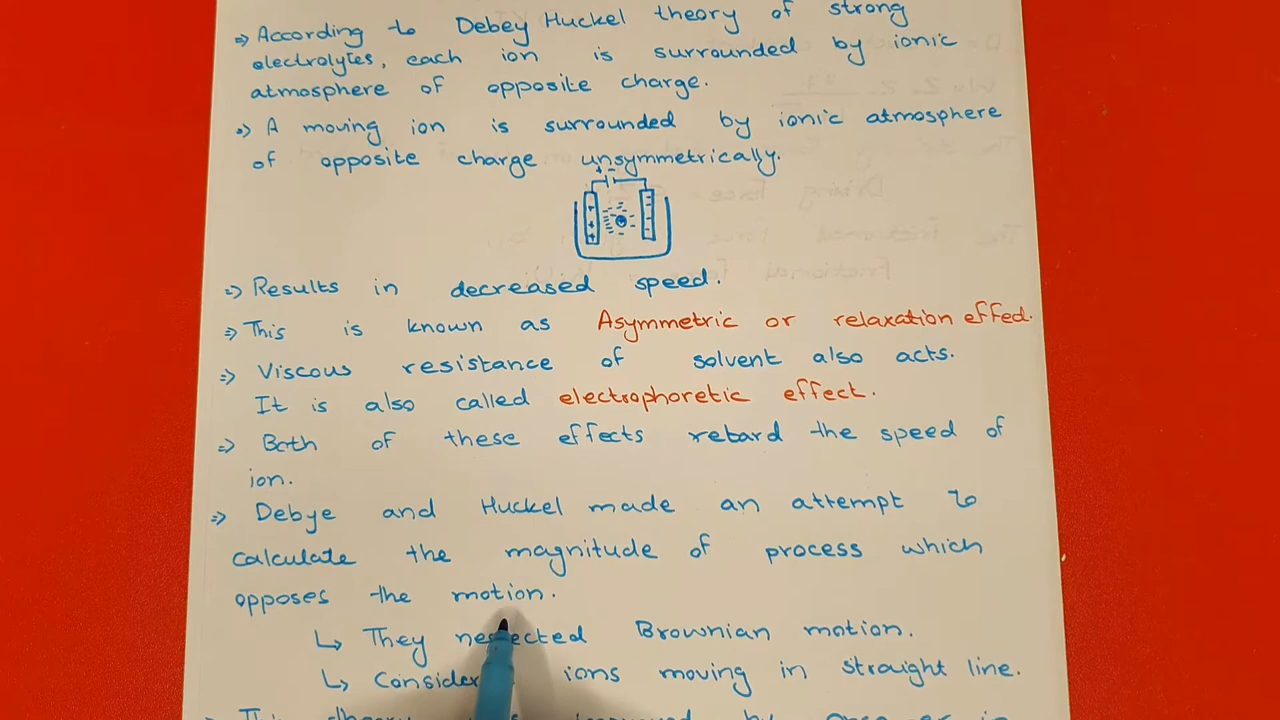 ⇒ According to Debey Huckel theory of strong
electrolytes, each ion is surrounded by ionic
atmosphere of opposite charge.
⇒ A moving ion is surrounded by ionic atmosphere
of opposite charge unsymmetrically.
⇒ Results in decreased speed.
⇒ This is known as Asymmetric or relaxation effed.
⇒ Viscous resistance of solvent also acts.
It is also called electrophoretic effect.
⇒ Both of these effects retard the speed of
ion.
⇒ Debye and Huckel made an attempt to
calculate the magnitude of process which
opposes the motion.
↳ They neglected Brownian motion.
↳ ions moving in straight line.